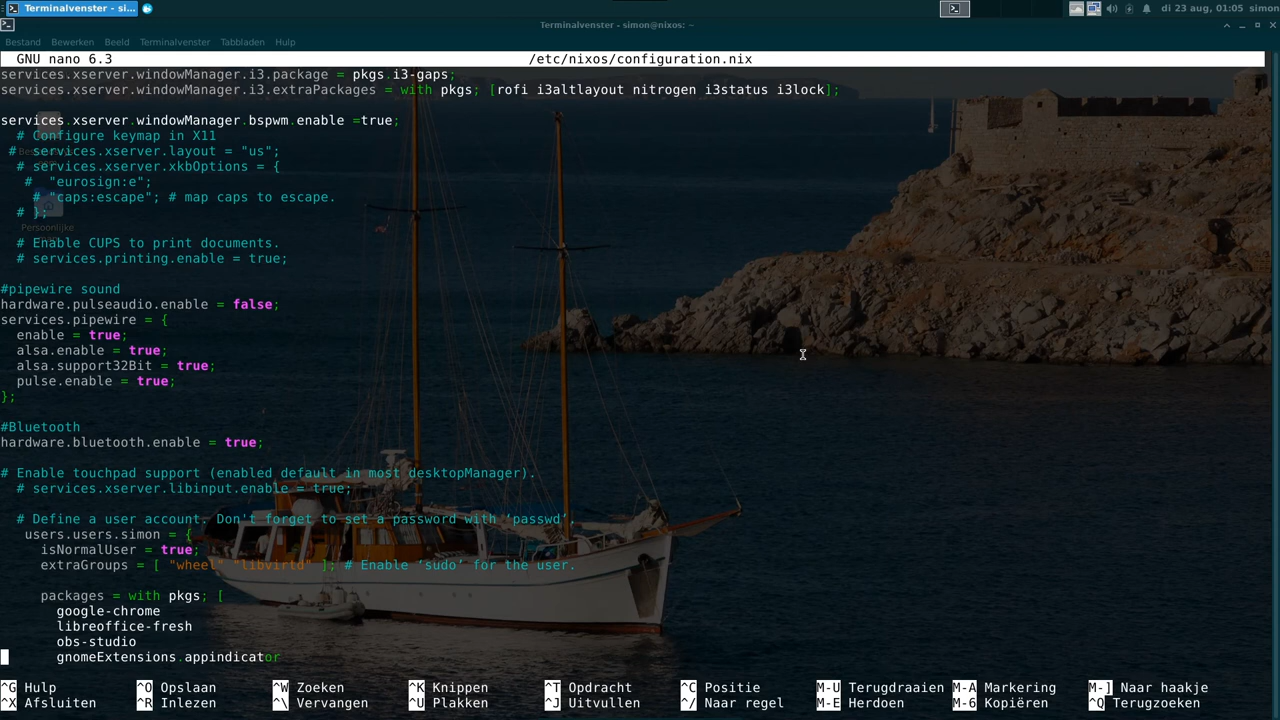 Terminalvenster - si...
di 23 aug, 01:05 simon
Terminalvenster - simon@nixos: ~
Bestand Bewerken Beeld Terminalvenster Tabbladen Hulp
GNU nano 6.3 /etc/nixos/configuration.nix
services.xserver.windowManager.i3.package = pkgs.i3-gaps;
services.xserver.windowManager.i3.extraPackages = with pkgs; [rofi i3altlayout nitrogen i3status i3lock];
services.xserver.windowManager.bspwm.enable =true;
# Configure keymap in X11
# services.xserver.layout = "us";
# services.xserver.xkbOptions = {
# "eurosign:e";
# "caps:escape"; # map caps to escape.
# };
Persoonlijke
# Enable CUPS to print documents.
# services.printing.enable = true;
#pipewire sound
hardware.pulseaudio.enable = false;
services.pipewire = {
enable = true;
alsa.enable = true;
alsa.support32Bit = true;
pulse.enable = true;
};
#Bluetooth
hardware.bluetooth.enable = true;
# Enable touchpad support (enabled default in most desktopManager).
# services.xserver.libinput.enable = true;
# Define a user account. Don't forget to set a password with ‘passwd’.
users.users.simon = {
isNormalUser = true;
extraGroups = [ "wheel" "libvirtd" ]; # Enable ‘sudo’ for the user.
packages = with pkgs; [
google-chrome
libreoffice-fresh
obs-studio
gnomeExtensions.appindicator
^G Hulp ^O Opslaan ^W Zoeken ^K Knippen ^T Opdracht ^C Positie M-U Terugdraaien M-A Markering M-] Naar haakje
^X Afsluiten ^R Inlezen ^\ Vervangen ^U Plakken ^J Uitvullen ^/ Naar regel M-E Herdoen M-6 Kopiëren ^Q Terugzoeken